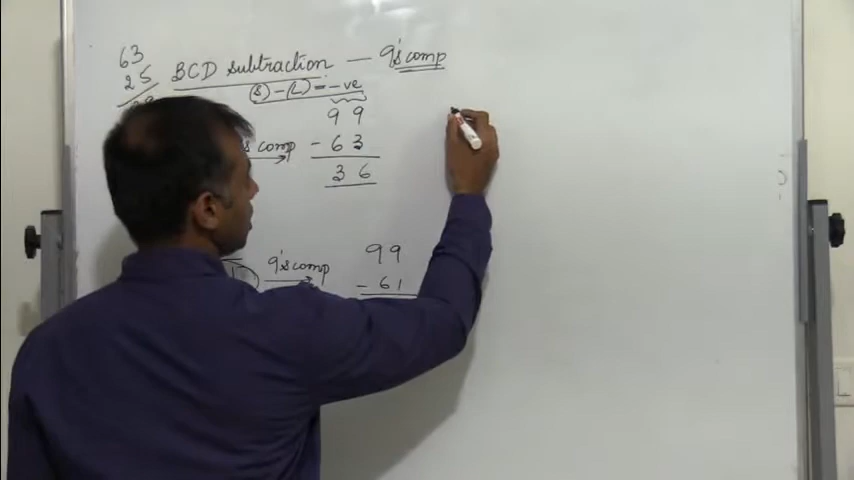 63
25
BCD subtraction — 9's comp
(S) - (L) = -ve
99
s comp → - 63
36
99
9's comp → - 61